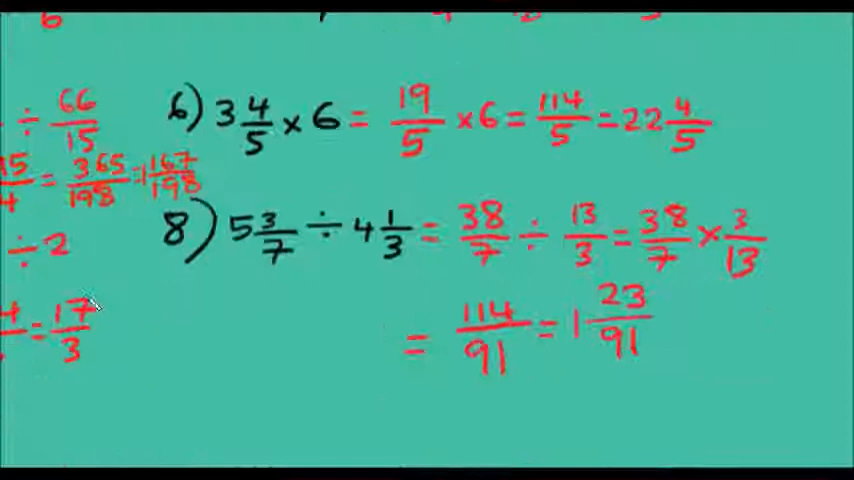 ÷ 66/15
6) 3 4/5 × 6 = 19/5 × 6 = 114/5 = 22 4/5
= 365/198 = 1 167/198
8) 5 3/7 ÷ 4 1/3 = 38/7 ÷ 13/3 = 38/7 × 3/13
÷ 2
= 17/3
= 114/91 = 1 23/91